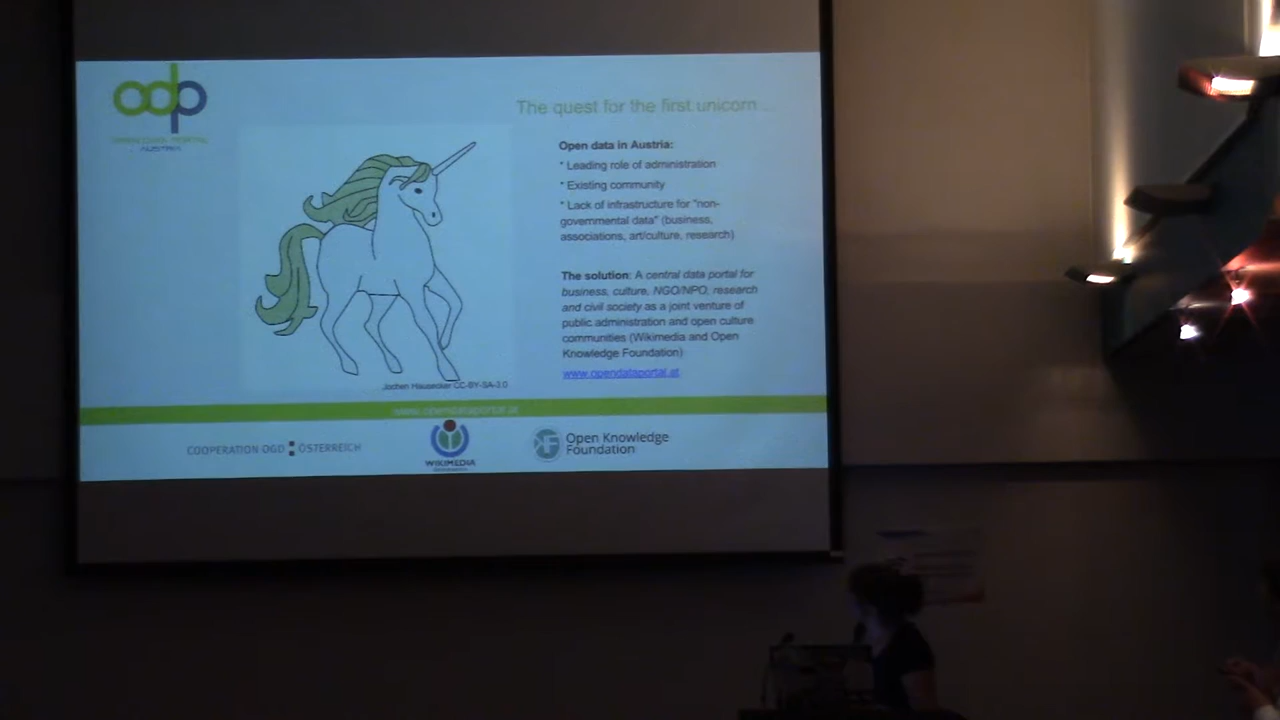 odp
OPEN DATA PORTAL
AUSTRIA
The quest for the first unicorn ...
Open data in Austria:
* Leading role of administration
* Existing community
* Lack of infrastructure for "non-
governmental data" (business,
associations, art/culture, research)
The solution: A central data portal for
business, culture, NGO/NPO, research
and civil society as a joint venture of
public administration and open culture
communities (Wikimedia and Open
Knowledge Foundation)
www.opendataportal.at
Jochen Hausecker CC-BY-SA-3.0
www.opendataportal.at
COOPERATION OGD ÖSTERREICH
WIKIMEDIA
Open Knowledge
Foundation